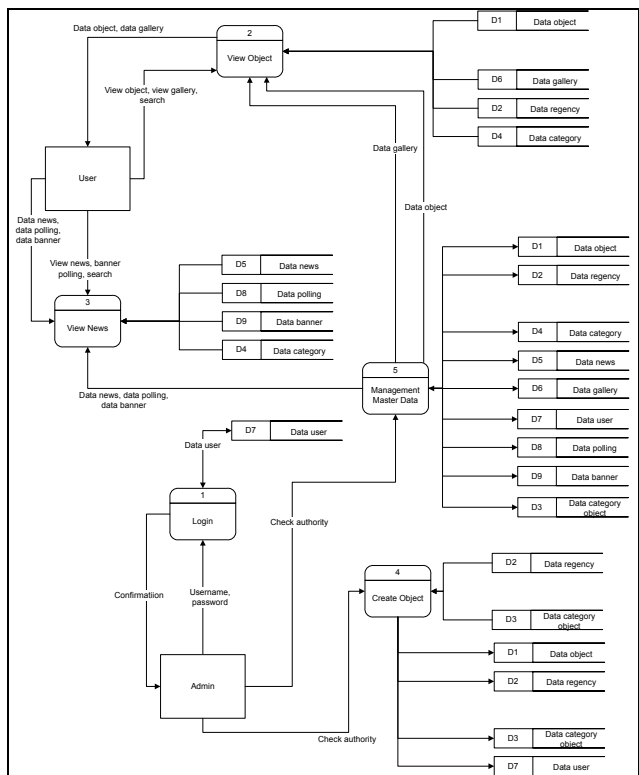 2
View Object
Data object, data gallery
D1 Data object
D6 Data gallery
D2 Data regency
D4 Data category
View object, view gallery,
search
Data gallery
Data object
User
Data news,
data polling,
data banner
View news, banner
polling, search
3
View News
D5 Data news
D8 Data polling
D9 Data banner
D4 Data category
Data news, data polling,
data banner
5
Management
Master Data
D1 Data object
D2 Data regency
D4 Data category
D5 Data news
D6 Data gallery
D7 Data user
D8 Data polling
D9 Data banner
D3 Data category
object
D7 Data user
Data user
1
Login
Check authority
Confirmatiion
Username,
password
Admin
Check authority
4
Create Object
D2 Data regency
D3 Data category
object
D1 Data object
D2 Data regency
D3 Data category
object
D7 Data user